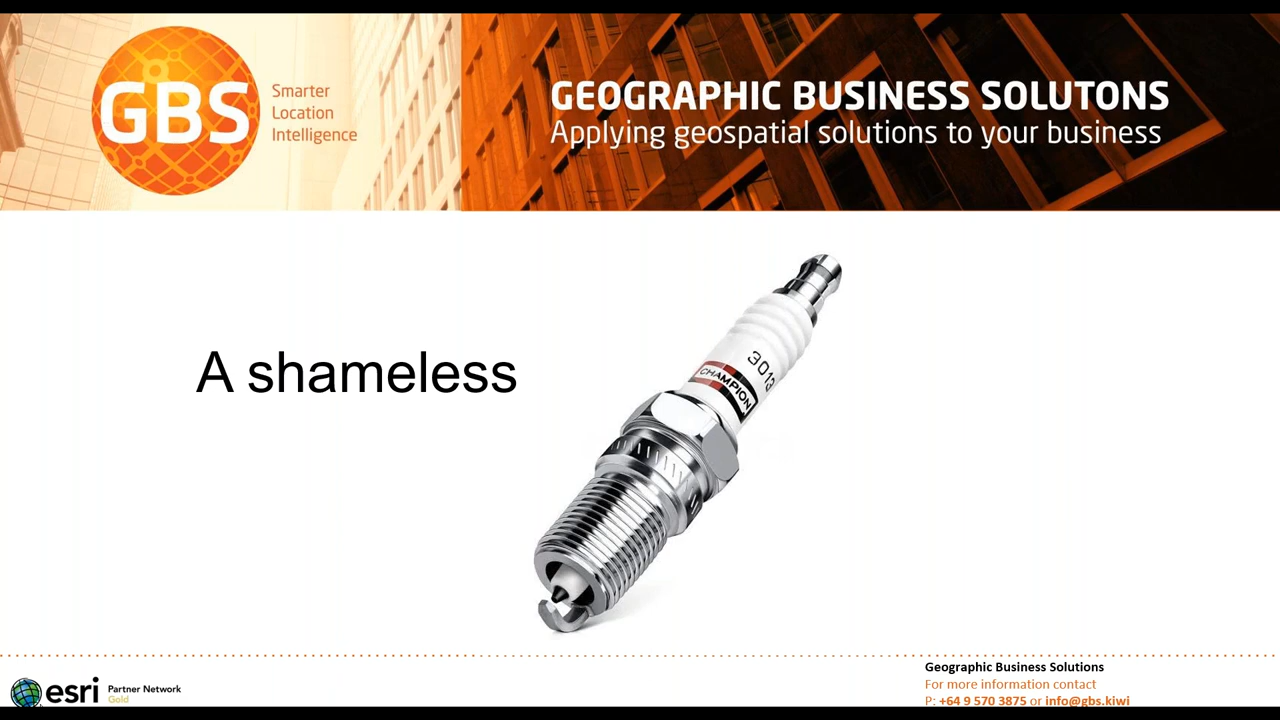 GBS
Smarter
Location
Intelligence
GEOGRAPHIC BUSINESS SOLUTONS
Applying geospatial solutions to your business
A shameless
3013
CHAMPION
esri Partner Network
Gold
Geographic Business Solutions
For more information contact
P: +64 9 570 3875 or info@gbs.kiwi